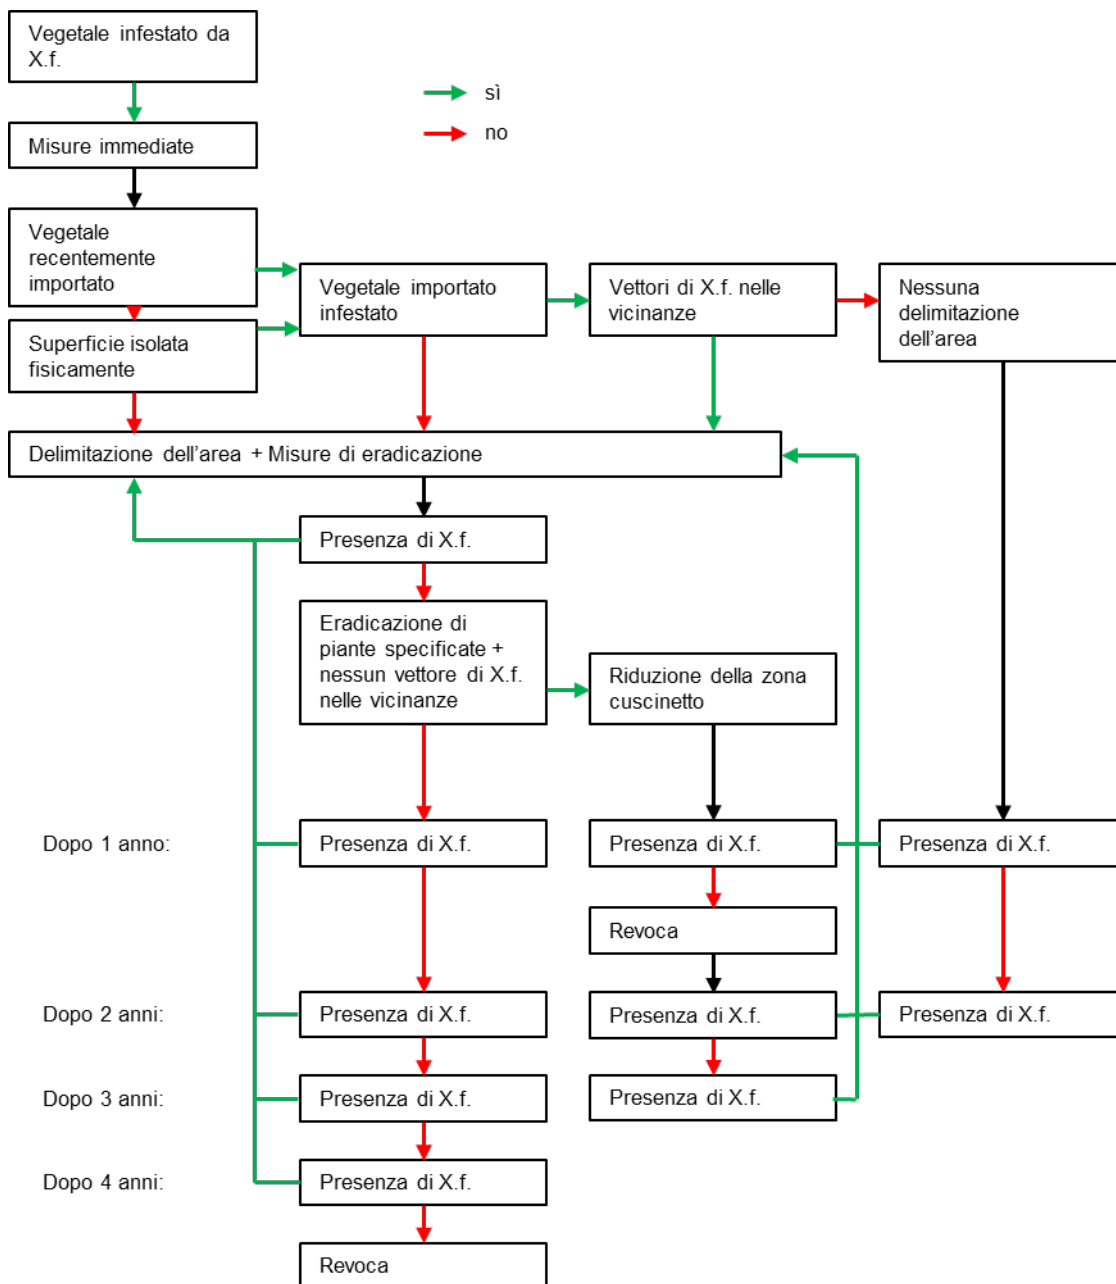 Vegetale infestato da
X.f.
sì
no
Misure immediate
Vegetale
recentemente
importato
Vegetale importato
infestato
Vettori di X.f. nelle
vicinanze
Nessuna
delimitazione
dell'area
Superficie isolata
fisicamente
Delimitazione dell'area + Misure di eradicazione
Presenza di X.f.
Eradicazione di
piante specificate +
nessun vettore di X.f.
nelle vicinanze
Riduzione della zona
cuscinetto
Dopo 1 anno:
Presenza di X.f.
Presenza di X.f.
Presenza di X.f.
Revoca
Dopo 2 anni:
Presenza di X.f.
Presenza di X.f.
Presenza di X.f.
Dopo 3 anni:
Presenza di X.f.
Presenza di X.f.
Dopo 4 anni:
Presenza di X.f.
Revoca